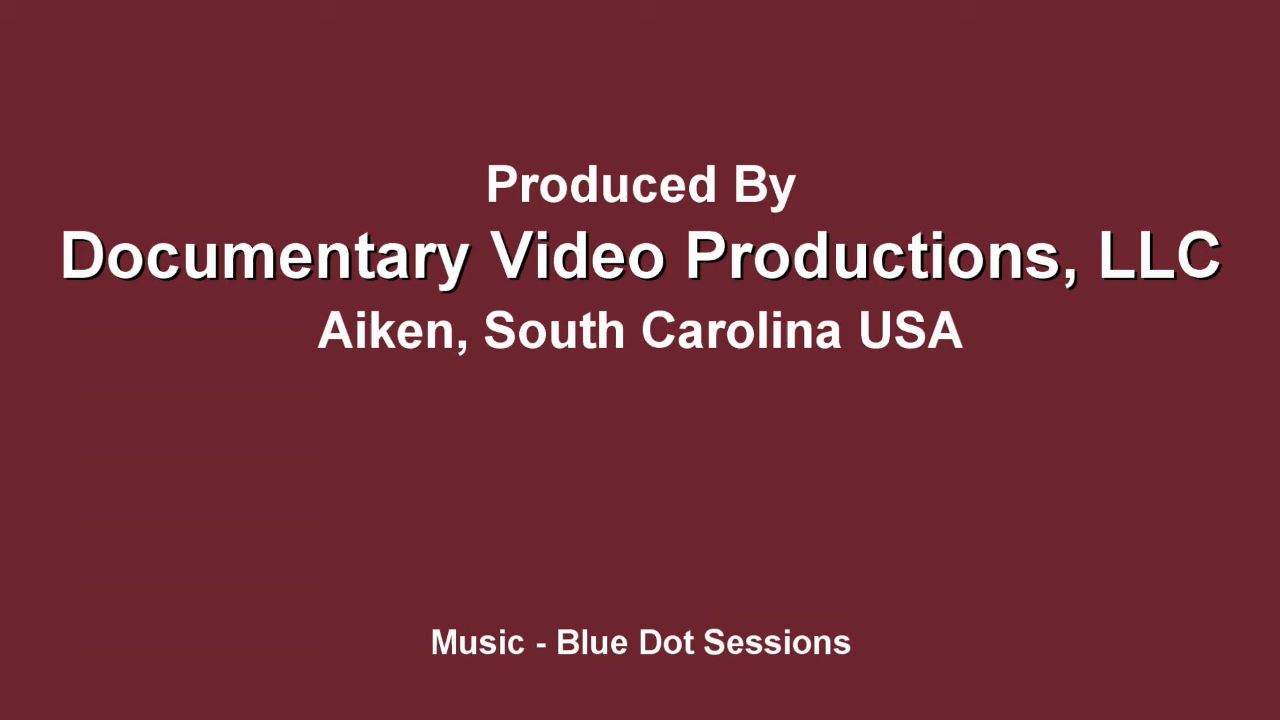 Produced By
Documentary Video Productions, LLC
Aiken, South Carolina USA
Music - Blue Dot Sessions